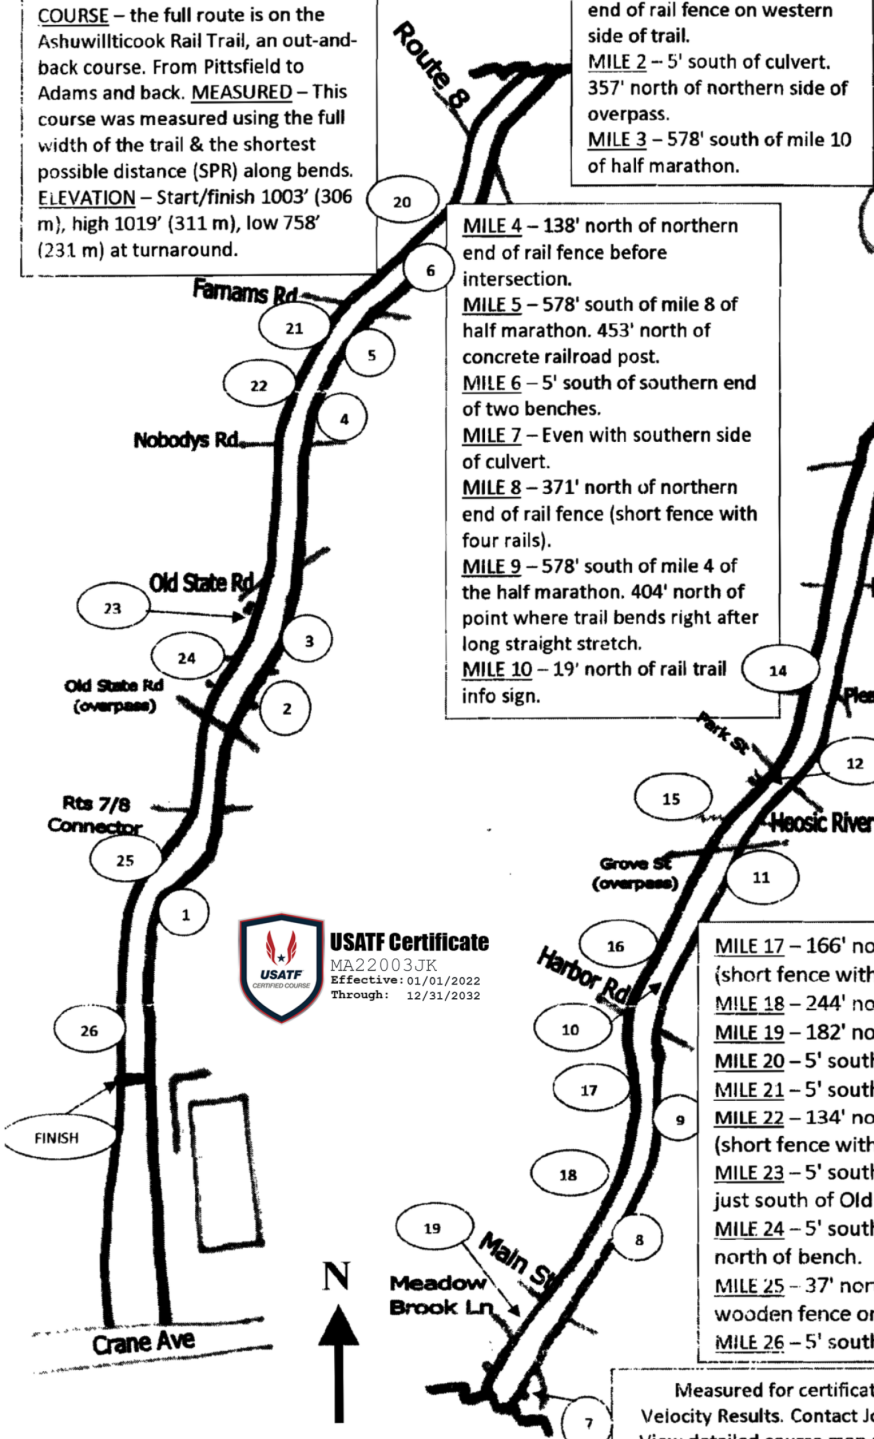 COURSE – the full route is on the
Ashuwillticook Rail Trail, an out-and-
back course. From Pittsfield to
Adams and back. MEASURED – This
course was measured using the full
width of the trail & the shortest
possible distance (SPR) along bends.
ELEVATION – Start/finish 1003' (306
m), high 1019' (311 m), low 758'
(231 m) at turnaround.
Route 8
end of rail fence on western
side of trail.
MILE 2 – 5' south of culvert.
357' north of northern side of
overpass.
MILE 3 – 578' south of mile 10
of half marathon.
20
6
Farnams Rd
21
5
22
4
Nobodys Rd
Old State Rd
23
3
24
Old State Rd
(overpass)
2
Rts 7/8
Connector
25
1
26
FINISH
Crane Ave
MILE 4 – 138' north of northern
end of rail fence before
intersection.
MILE 5 – 578' south of mile 8 of
half marathon. 453' north of
concrete railroad post.
MILE 6 – 5' south of southern end
of two benches.
MILE 7 – Even with southern side
of culvert.
MILE 8 – 371' north of northern
end of rail fence (short fence with
four rails).
MILE 9 – 578' south of mile 4 of
the half marathon. 404' north of
point where trail bends right after
long straight stretch.
MILE 10 – 19' north of rail trail
info sign.
USATF
CERTIFIED COURSE
USATF Certificate
MA22003JK
Effective: 01/01/2022
Through: 12/31/2032
N
14
Park St
12
15
Hoosic River
Grove St
(overpass)
11
16
Harbor Rd
10
17
9
18
8
19
Main St
Meadow
Brook Ln
7
MILE 17 – 166' no
(short fence with
MILE 18 – 244' no
MILE 19 – 182' no
MILE 20 – 5' south
MILE 21 – 5' south
MILE 22 – 134' no
(short fence with
MILE 23 – 5' south
just south of Old
MILE 24 – 5' south
north of bench.
MILE 25 – 37' nor
wooden fence or
MILE 26 – 5' south
Measured for certificat
Velocity Results. Contact Jo